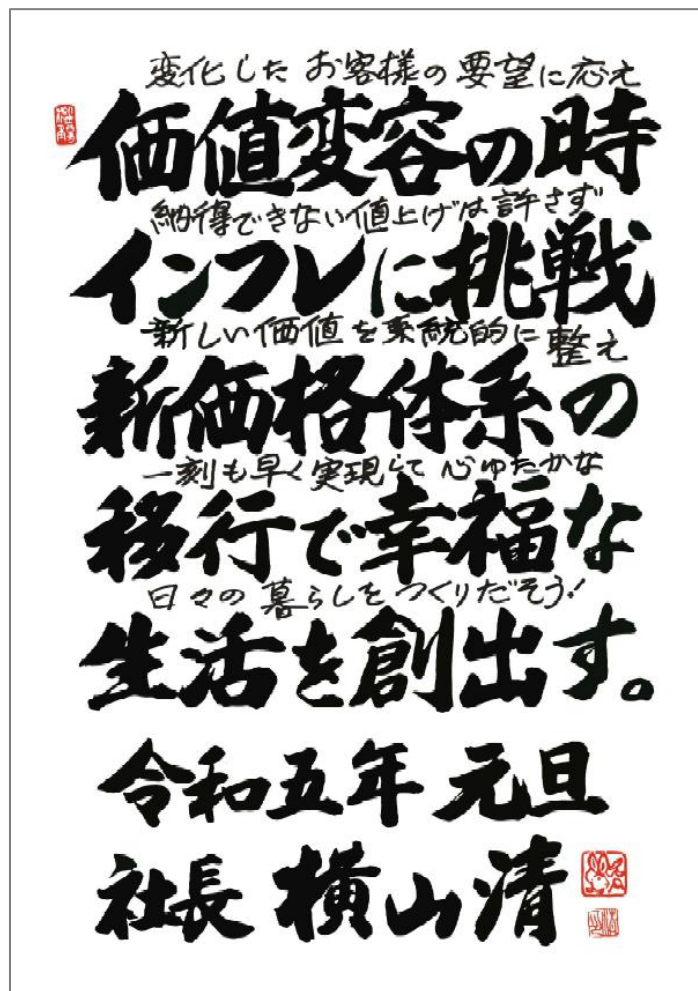 変化した お客様の要望に応え
価値変容の時
納得できない値上げは許さず
インフレに挑戦
新しい価値を系統的に整え
新価格体系の
一刻も早く実現して 心ゆたかな
移行で幸福な
日々の暮らしをつくりだそう!
生活を創出す。
令和五年 元旦
社長 横山清